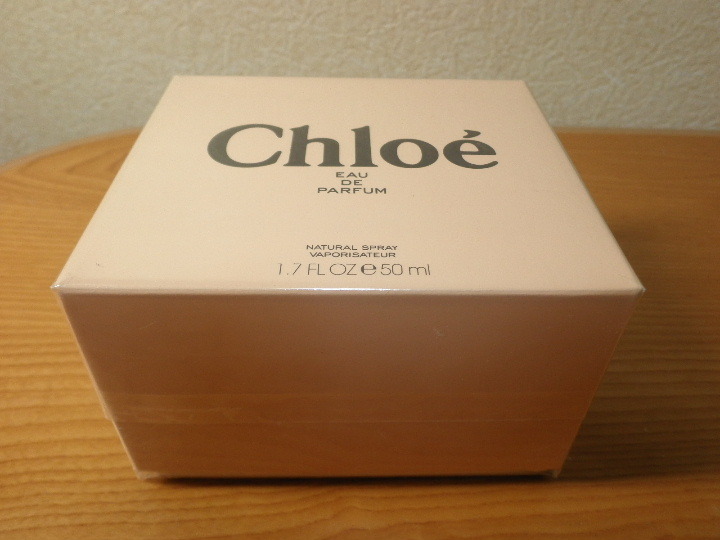 Chloé
EAU
DE
PARFUM
NATURAL SPRAY
VAPORISATEUR
1.7 FL OZ ℮ 50 ml